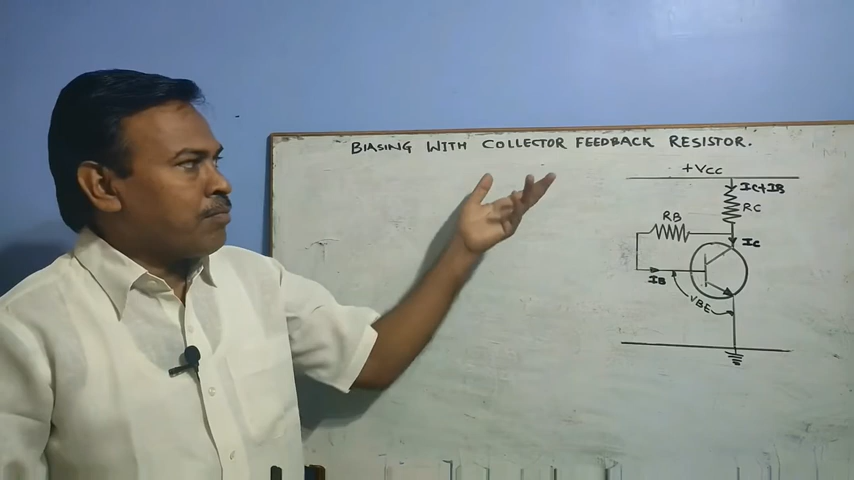 BIASING WITH COLLECTOR FEEDBACK RESISTOR.
+VCC
IC+IB
RC
RB
IC
IB
VBE